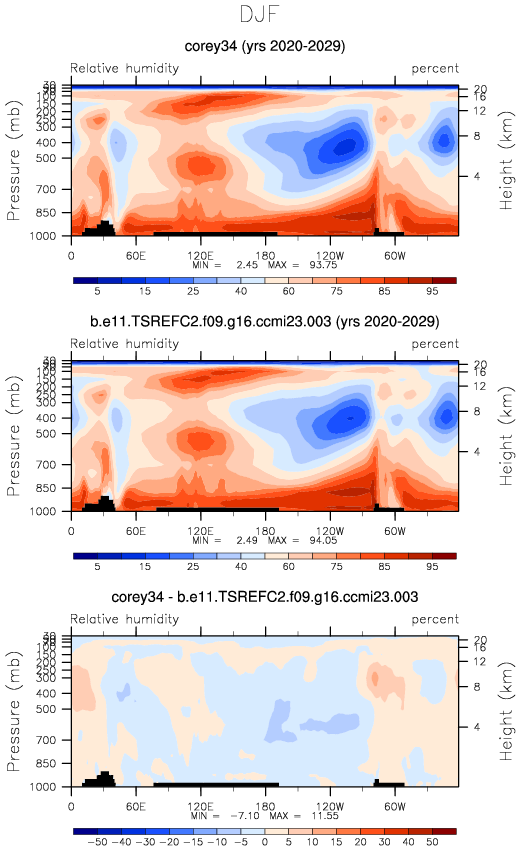 DJF
corey34 (yrs 2020-2029)
Relative humidity percent
Pressure (mb)
30 50 70 100 150 200 250 300 400 500 700 850 1000
20 16 12 8 4
Height (km)
0 60E 120E 180 120W 60W
MIN = 2.45 MAX = 93.75
5 15 25 40 60 75 85 95
b.e11.TSREFC2.f09.g16.ccmi23.003 (yrs 2020-2029)
Relative humidity percent
Pressure (mb)
30 50 70 100 150 200 250 300 400 500 700 850 1000
20 16 12 8 4
Height (km)
0 60E 120E 180 120W 60W
MIN = 2.49 MAX = 94.05
5 15 25 40 60 75 85 95
corey34 - b.e11.TSREFC2.f09.g16.ccmi23.003
Relative humidity percent
Pressure (mb)
30 50 70 100 150 200 250 300 400 500 700 850 1000
20 16 12 8 4
Height (km)
0 60E 120E 180 120W 60W
MIN = -7.10 MAX = 11.55
-50 -40 -30 -20 -15 -10 -5 0 5 10 15 20 30 40 50